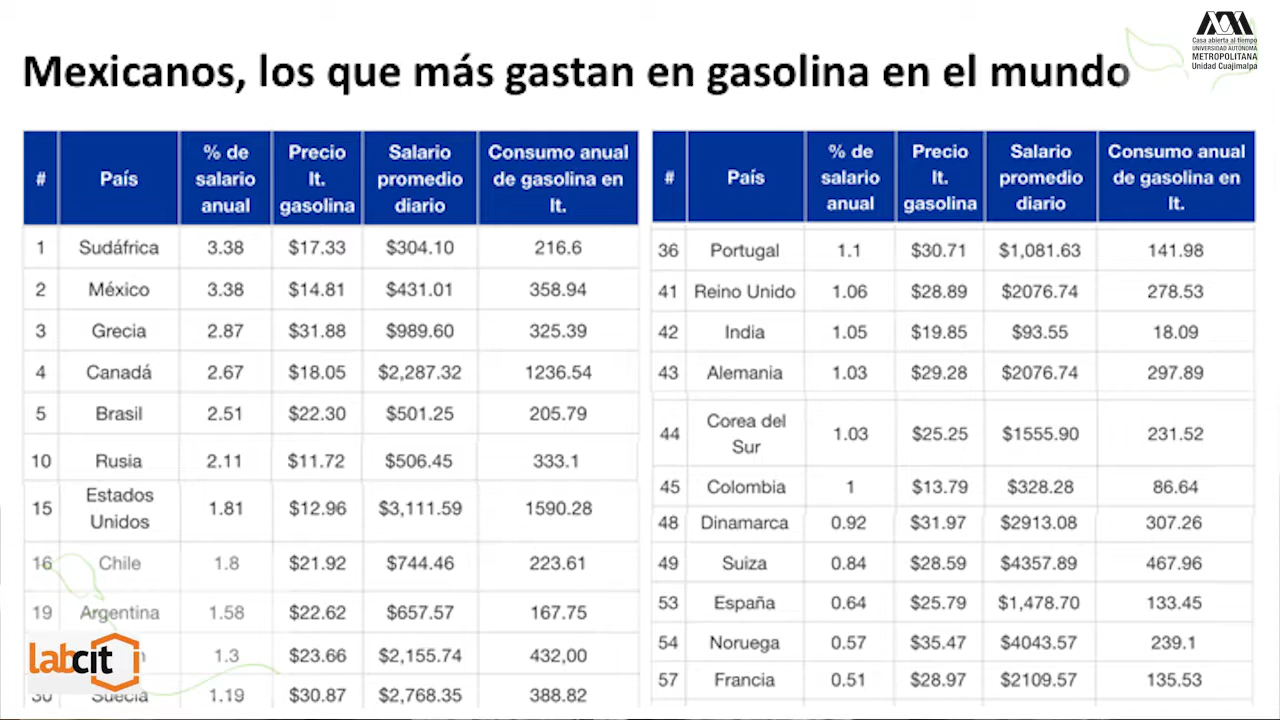 Casa abierta al tiempo
UNIVERSIDAD AUTÓNOMA
METROPOLITANA
Unidad Cuajimalpa
Mexicanos, los que más gastan en gasolina en el mundo
# País % de salario anual Precio lt. gasolina Salario promedio diario Consumo anual de gasolina en lt.
1 Sudáfrica 3.38 $17.33 $304.10 216.6
2 México 3.38 $14.81 $431.01 358.94
3 Grecia 2.87 $31.88 $989.60 325.39
4 Canadá 2.67 $18.05 $2,287.32 1236.54
5 Brasil 2.51 $22.30 $501.25 205.79
10 Rusia 2.11 $11.72 $506.45 333.1
15 Estados Unidos 1.81 $12.96 $3,111.59 1590.28
16 Chile 1.8 $21.92 $744.46 223.61
19 Argentina 1.58 $22.62 $657.57 167.75
1.3 $23.66 $2,155.74 432,00
30 Suecia 1.19 $30.87 $2,768.35 388.82
# País % de salario anual Precio lt. gasolina Salario promedio diario Consumo anual de gasolina en lt.
36 Portugal 1.1 $30.71 $1,081.63 141.98
41 Reino Unido 1.06 $28.89 $2076.74 278.53
42 India 1.05 $19.85 $93.55 18.09
43 Alemania 1.03 $29.28 $2076.74 297.89
44 Corea del Sur 1.03 $25.25 $1555.90 231.52
45 Colombia 1 $13.79 $328.28 86.64
48 Dinamarca 0.92 $31.97 $2913.08 307.26
49 Suiza 0.84 $28.59 $4357.89 467.96
53 España 0.64 $25.79 $1,478.70 133.45
54 Noruega 0.57 $35.47 $4043.57 239.1
57 Francia 0.51 $28.97 $2109.57 135.53
labcit